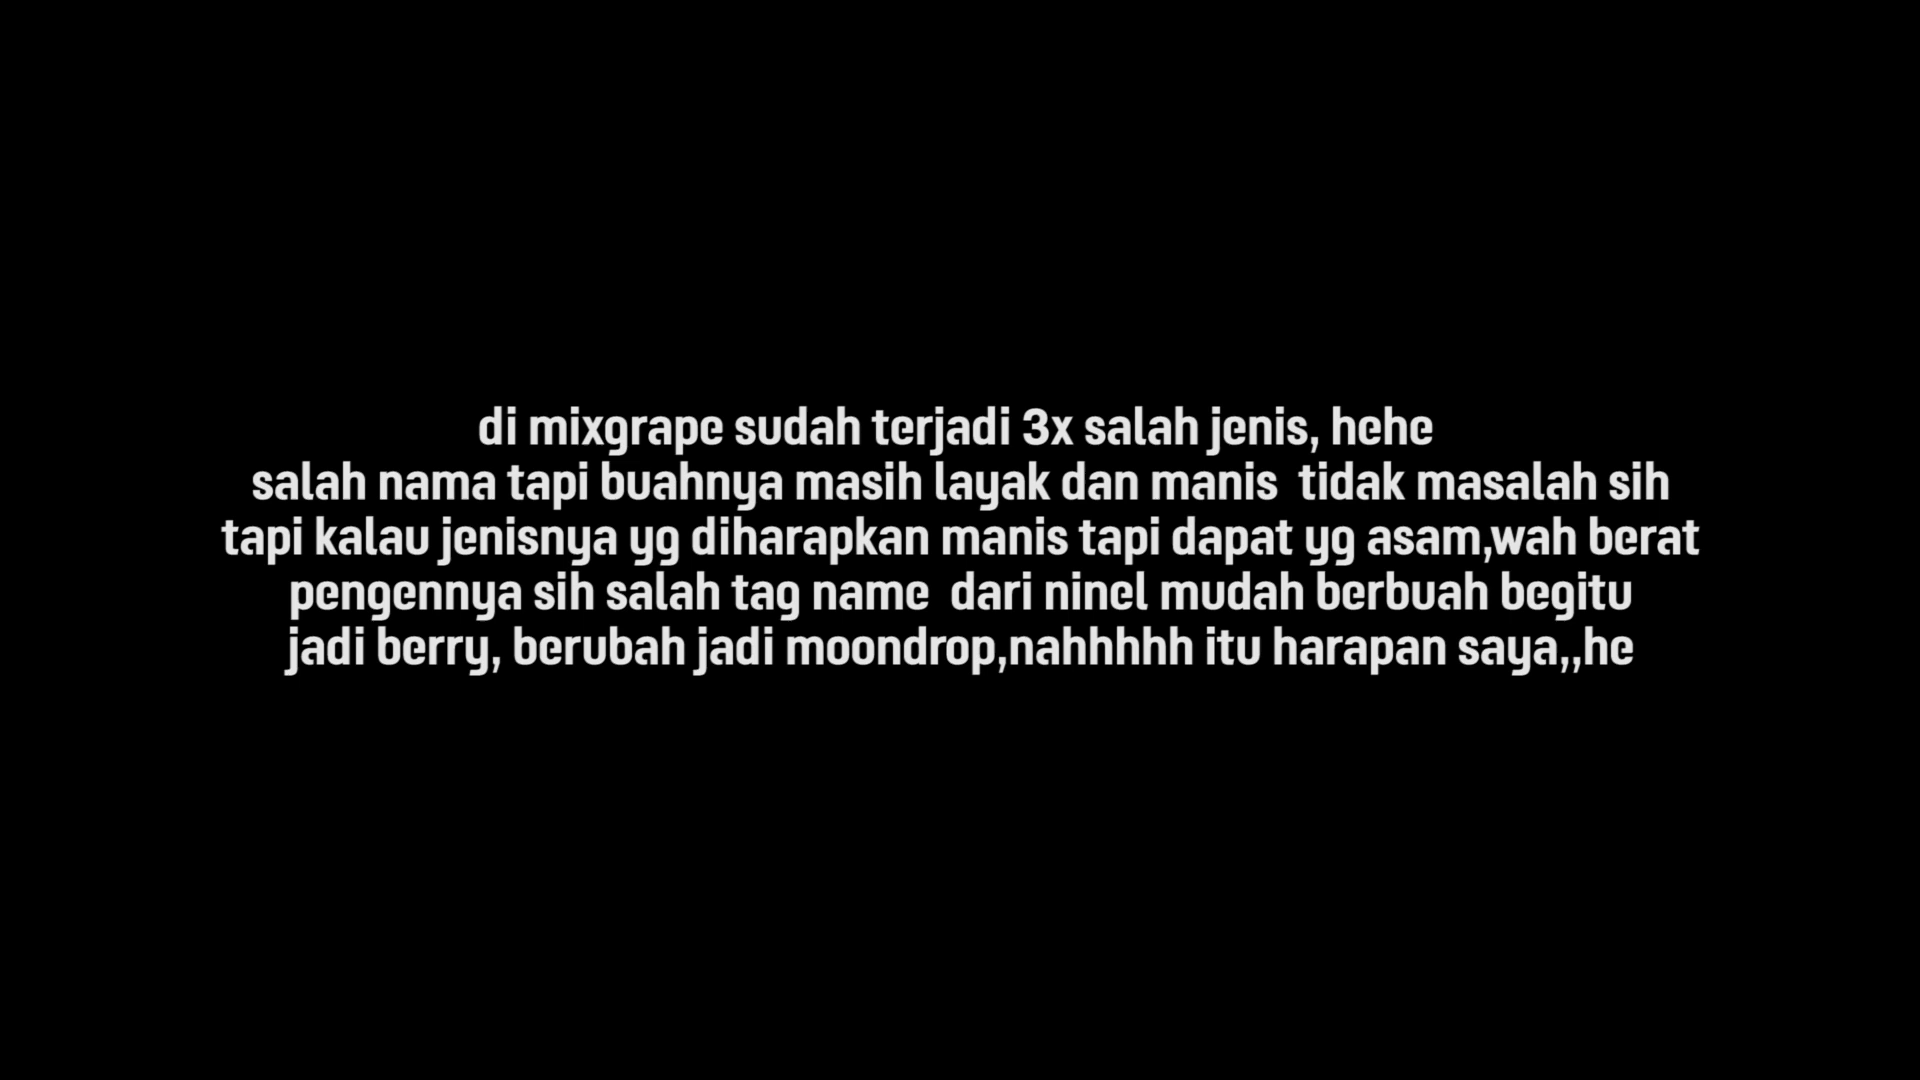 di mixgrape sudah terjadi 3x salah jenis, hehe
salah nama tapi buahnya masih layak dan manis  tidak masalah sih
tapi kalau jenisnya yg diharapkan manis tapi dapat yg asam,wah berat
pengennya sih salah tag name  dari ninel mudah berbuah begitu
jadi berry, berubah jadi moondrop,nahhhhh itu harapan saya,,he